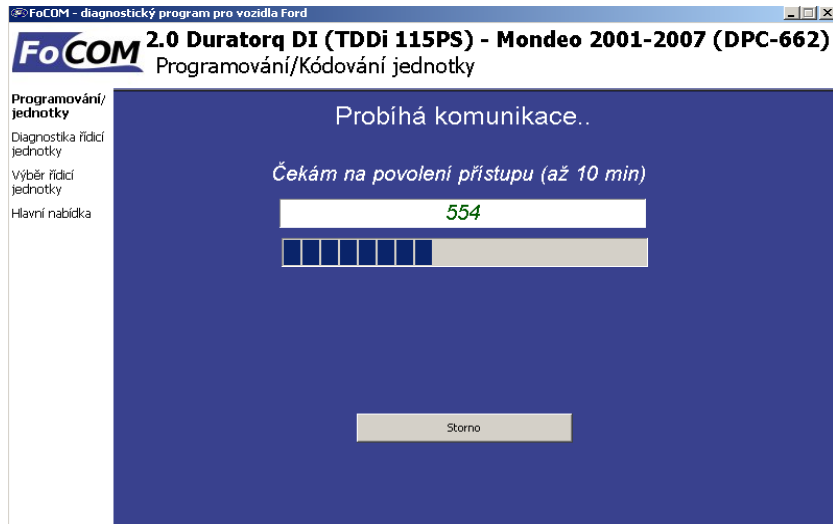 FoCOM - diagnostický program pro vozidla Ford
FoCOM
2.0 Duratorq DI (TDDi 115PS) - Mondeo 2001-2007 (DPC-662)
Programování/Kódování jednotky
Programování/
jednotky
Diagnostika řídicí
jednotky
Výběr řídicí
jednotky
Hlavní nabídka
Probíhá komunikace..
Čekám na povolení přístupu (až 10 min)
554
Storno